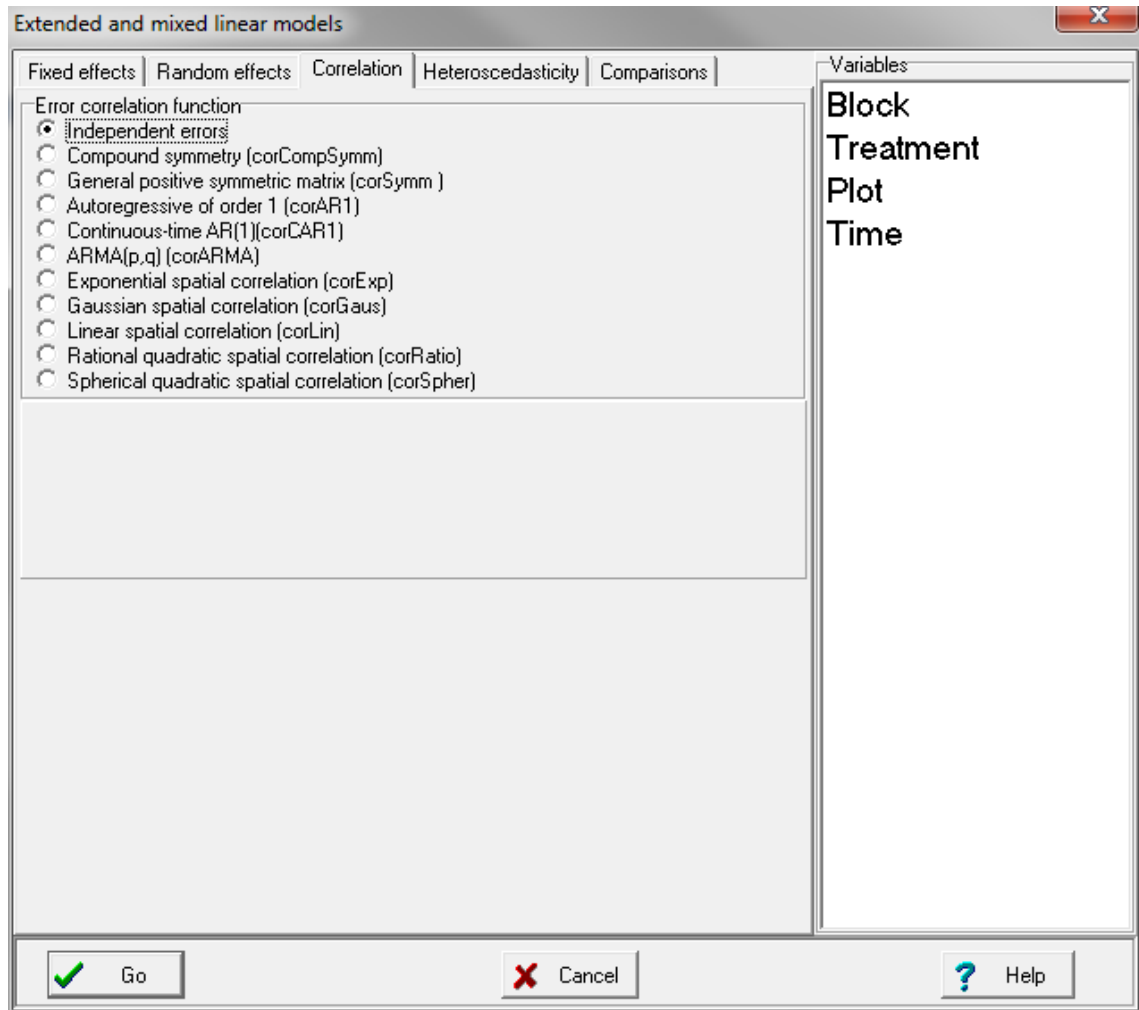 Extended and mixed linear models
x
Fixed effects Random effects Correlation Heteroscedasticity Comparisons
Error correlation function
Independent errors
Compound symmetry (corCompSymm)
General positive symmetric matrix (corSymm )
Autoregressive of order 1 (corAR1)
Continuous-time AR(1)(corCAR1)
ARMA(p,q) (corARMA)
Exponential spatial correlation (corExp)
Gaussian spatial correlation (corGaus)
Linear spatial correlation (corLin)
Rational quadratic spatial correlation (corRatio)
Spherical quadratic spatial correlation (corSpher)
Variables
Block
Treatment
Plot
Time
Go Cancel ? Help